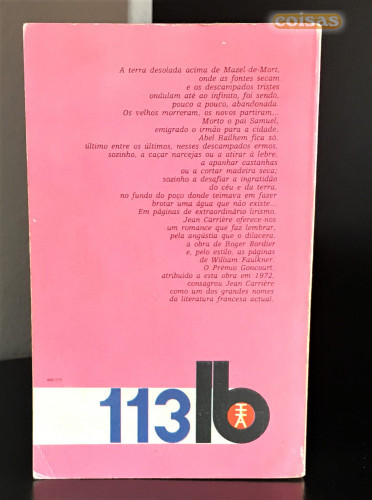 coisas
A terra desolada acima de Mazel-de-Mort,
onde as fontes secam
e os descampados tristes
ondulam até ao infinito, foi sendo,
pouco a pouco, abandonada.
Os velhos morreram, os novos partiram...
Morto o pai Samuel,
emigrado o irmão para a cidade,
Abel Reilhem fica só,
último entre os últimos, nesses descampados ermos,
sozinho, a caçar narcejas ou a atirar à lebre,
a apanhar castanhas
ou a cortar madeira seca;
sozinho a desafiar a ingratidão
do céu e da terra,
no fundo do poço donde teimava em fazer
brotar uma água que não existe...
Em páginas de extraordinário lirismo,
Jean Carrière oferece-nos
um romance que faz lembrar,
pela angústia que o dilacera,
a obra de Roger Bordier
e, pelo estilo, as páginas
de William Faulkner.
O Prémio Goncourt,
atribuído a esta obra em 1972,
consagrou Jean Carrière
como um dos grandes nomes
da literatura francesa actual.
113 lb